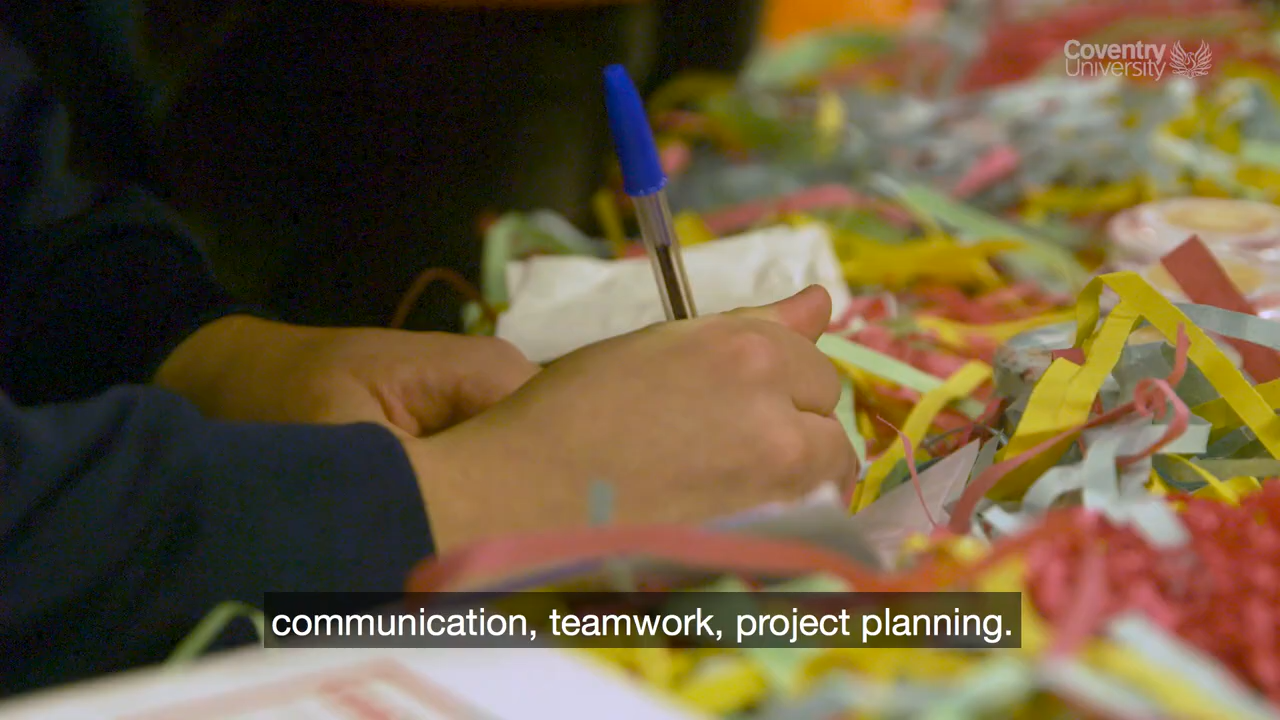 Coventry
University
communication, teamwork, project planning.